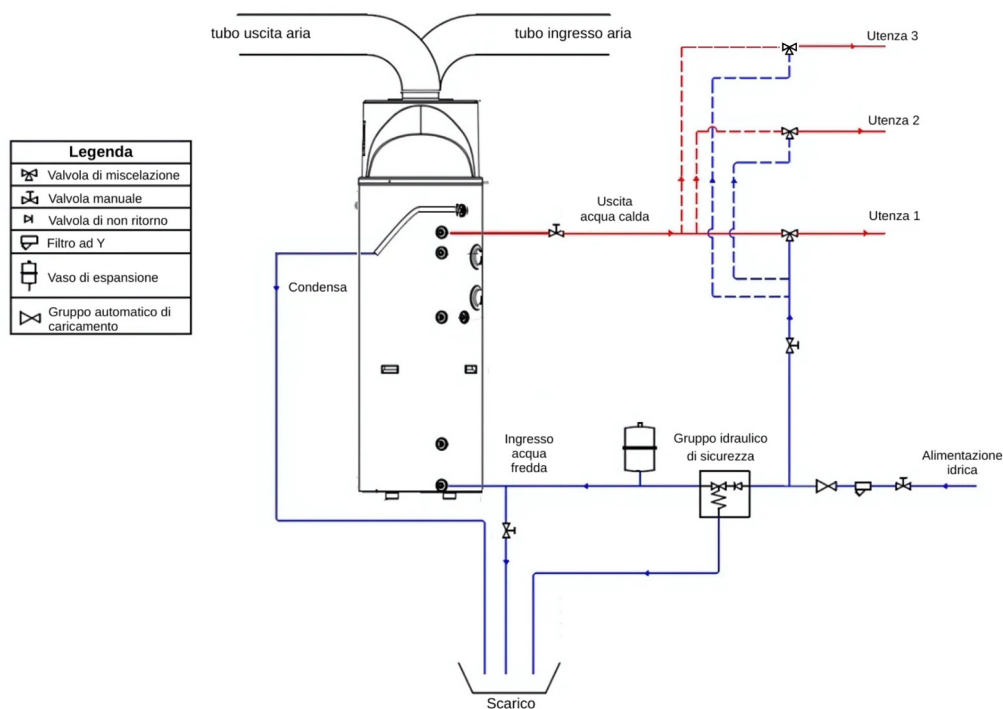 tubo uscita aria
tubo ingresso aria
Utenza 3
Utenza 2
Legenda
Valvola di miscelazione
Valvola manuale
Valvola di non ritorno
Filtro ad Y
Vaso di espansione
Gruppo automatico di
caricamento
Uscita
acqua calda
Utenza 1
Condensa
Ingresso
acqua
fredda
Gruppo idraulico
di sicurezza
Alimentazione
idrica
Scarico